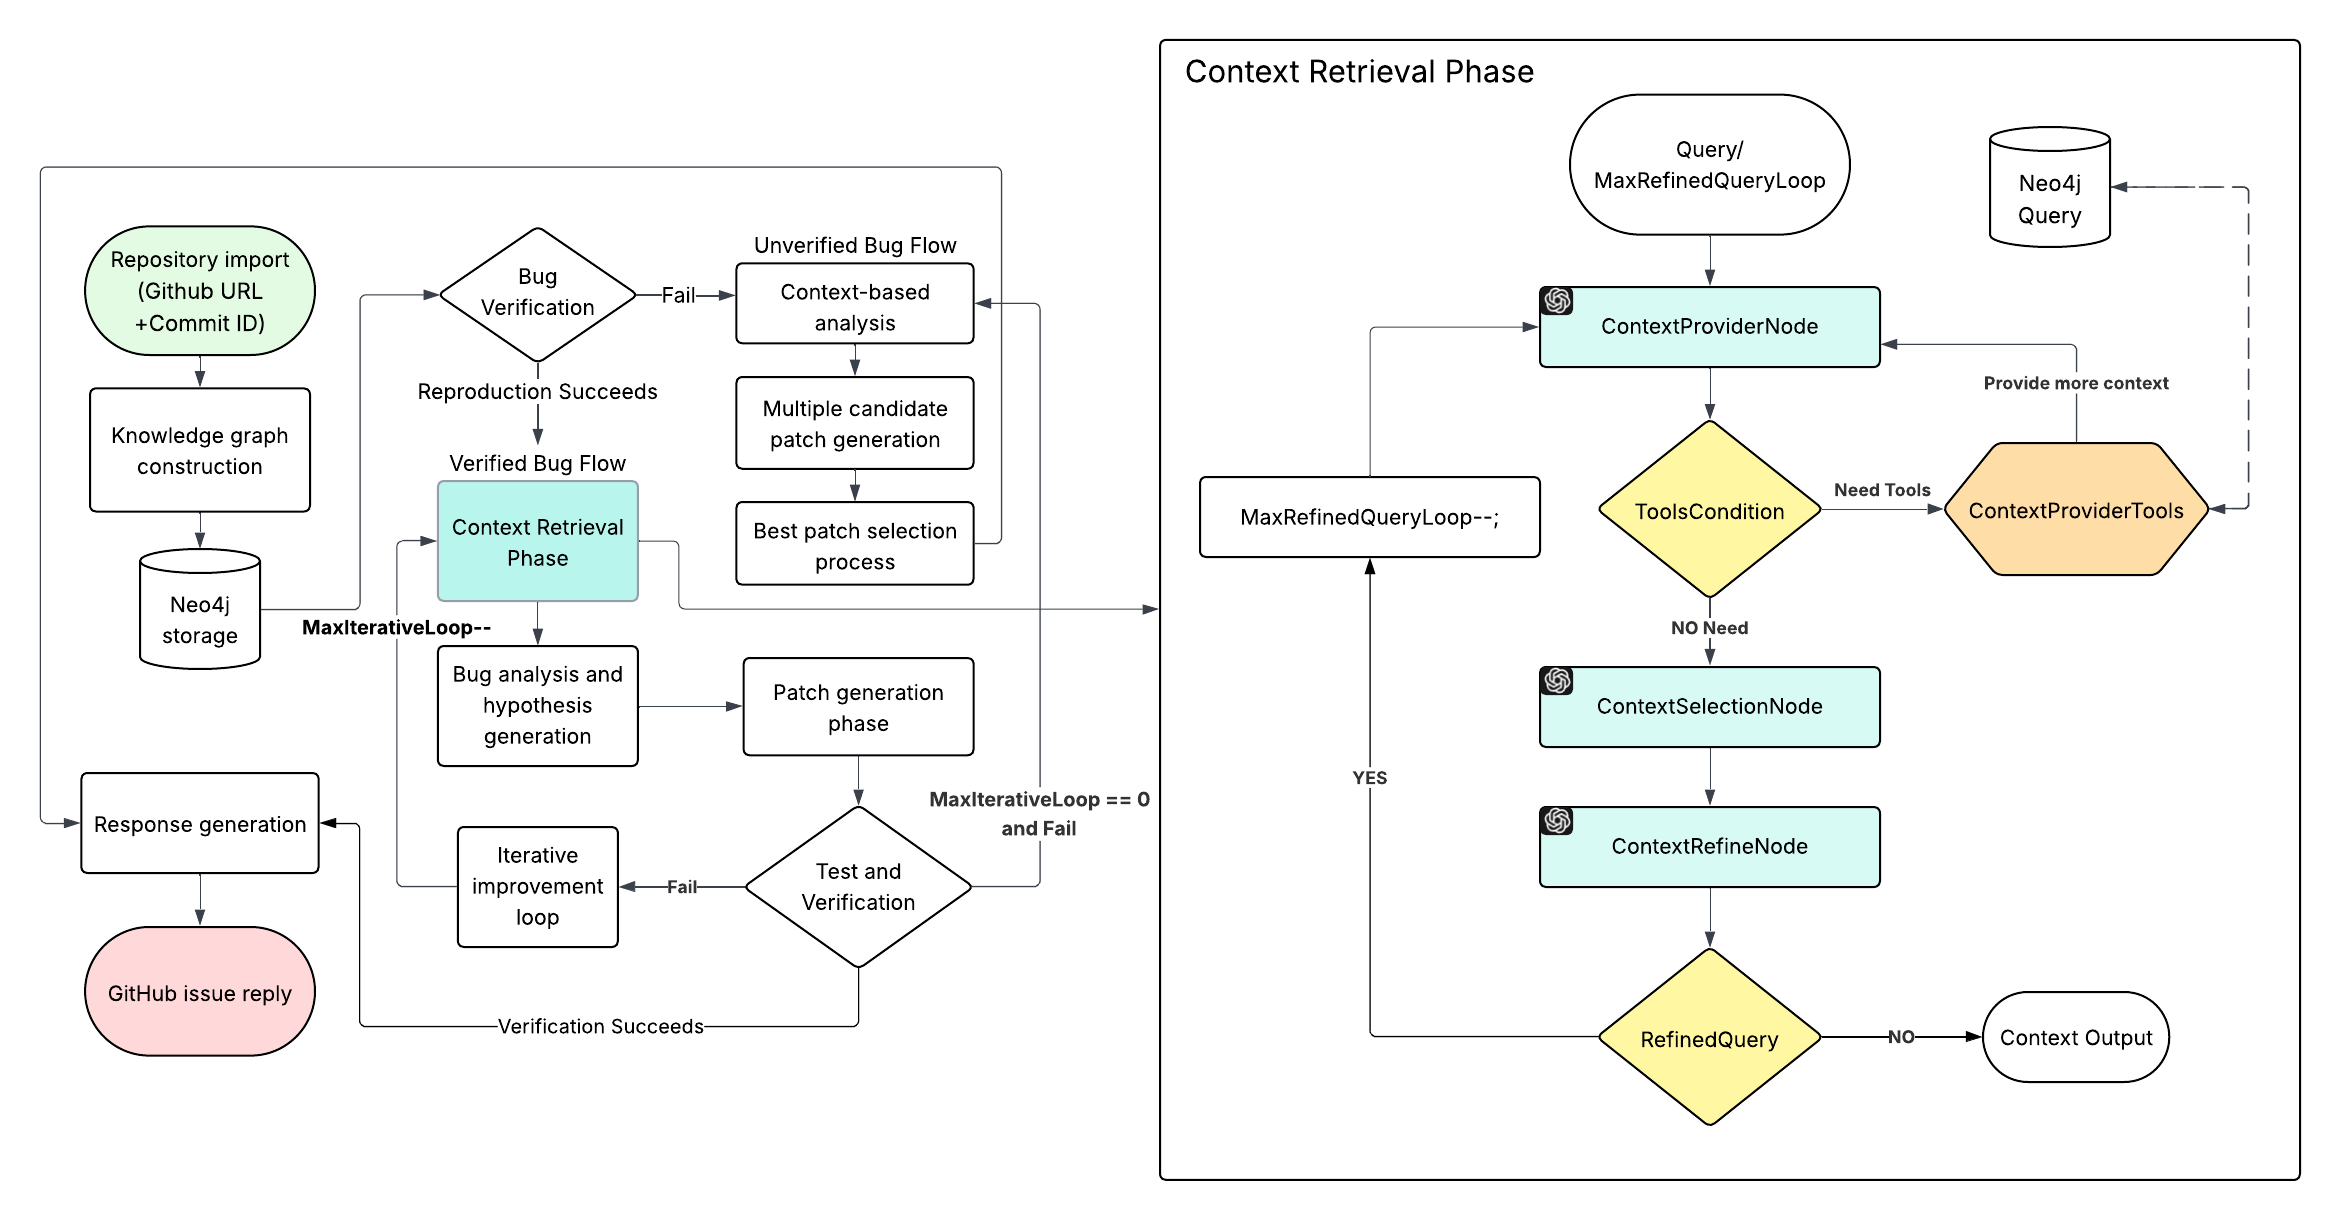 Context Retrieval Phase
Repository import
(Github URL
+Commit ID)
Knowledge graph
construction
Neo4j
storage
Bug
Verification
Fail
Reproduction Succeeds
Unverified Bug Flow
Context-based
analysis
Multiple candidate
patch generation
Best patch selection
process
Verified Bug Flow
Context Retrieval
Phase
MaxIterativeLoop--
Bug analysis and
hypothesis
generation
Patch generation
phase
MaxIterativeLoop == 0
and Fail
Test and
Verification
Fail
Iterative
improvement
loop
Verification Succeeds
Response generation
GitHub issue reply
Query/
MaxRefinedQueryLoop
Neo4j
Query
ContextProviderNode
Provide more context
ToolsCondition
Need Tools
ContextProviderTools
MaxRefinedQueryLoop--;
NO Need
ContextSelectionNode
YES
ContextRefineNode
RefinedQuery
NO
Context Output